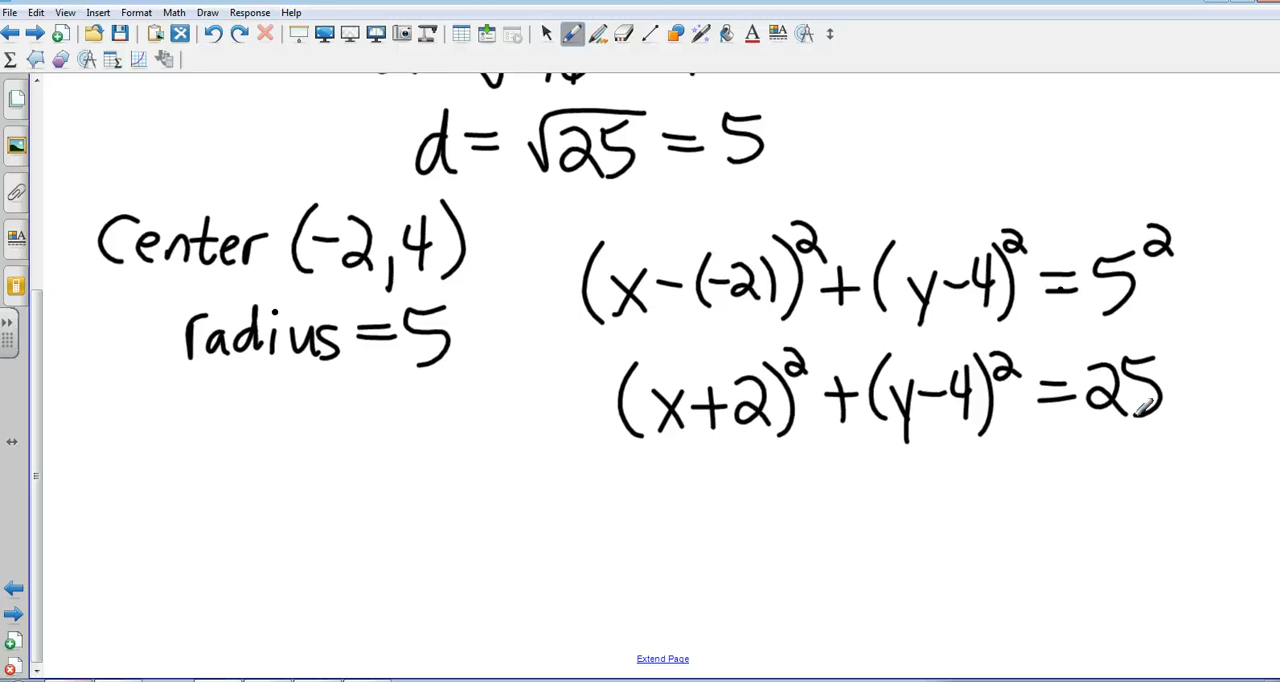 File Edit View Insert Format Math Draw Response Help
d = √25 = 5
Center (-2,4)
radius = 5
(x-(-2))²+(y-4)²=5²
(x+2)²+(y-4)²=25
Extend Page